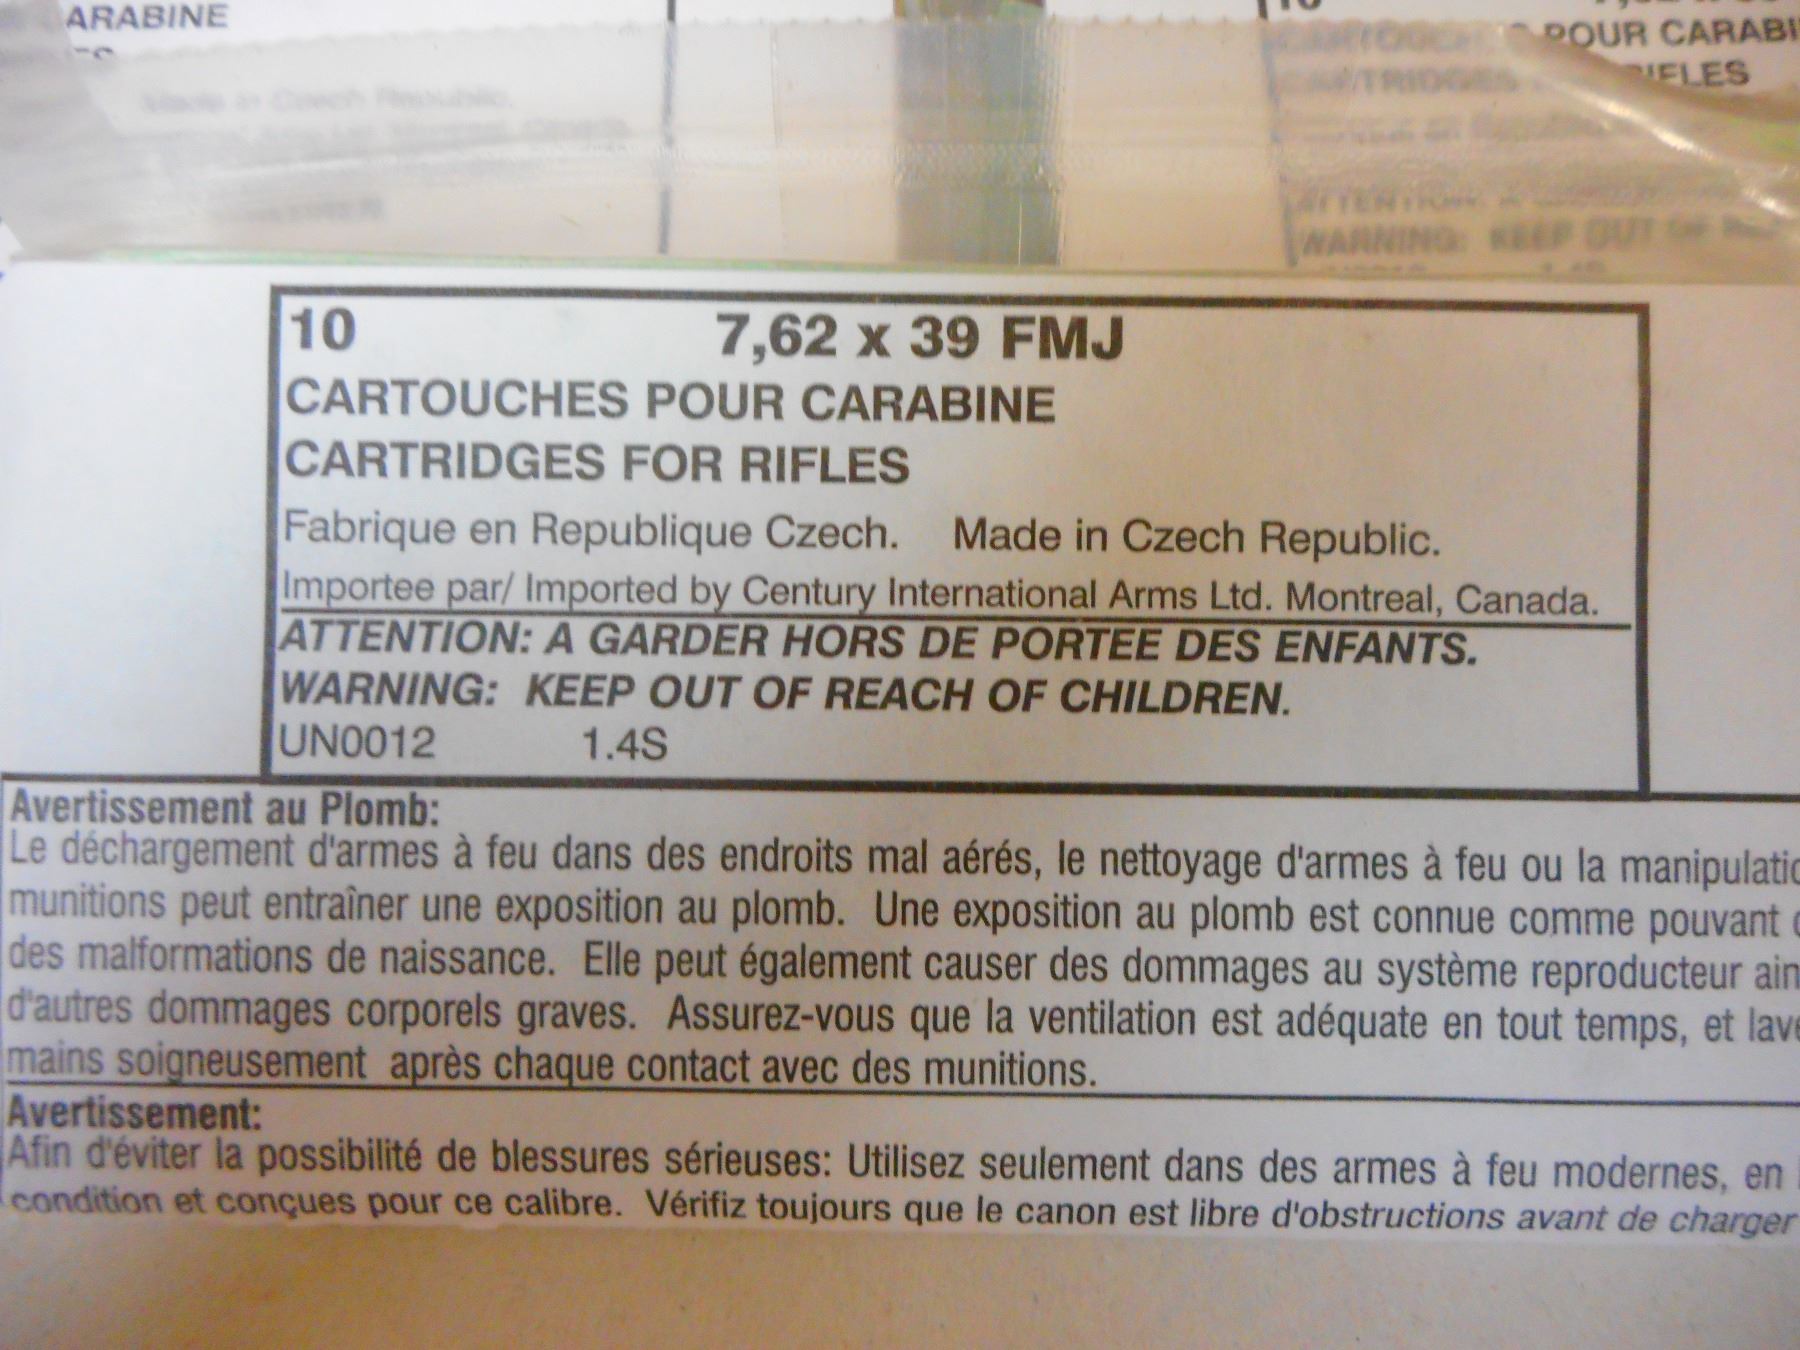 ARABINE
POUR CARABI
RIFLES
WARNING: KEEP OUT OF
10 7,62 x 39 FMJ
CARTOUCHES POUR CARABINE
CARTRIDGES FOR RIFLES
Fabrique en Republique Czech. Made in Czech Republic.
Importee par/ Imported by Century International Arms Ltd. Montreal, Canada.
ATTENTION: A GARDER HORS DE PORTEE DES ENFANTS.
WARNING: KEEP OUT OF REACH OF CHILDREN.
UN0012 1.4S
Avertissement au Plomb:
Le déchargement d'armes à feu dans des endroits mal aérés, le nettoyage d'armes à feu ou la manipulatio
munitions peut entraîner une exposition au plomb. Une exposition au plomb est connue comme pouvant
des malformations de naissance. Elle peut également causer des dommages au système reproducteur ain
d'autres dommages corporels graves. Assurez-vous que la ventilation est adéquate en tout temps, et lave
mains soigneusement après chaque contact avec des munitions.
Avertissement:
Afin d'éviter la possibilité de blessures sérieuses: Utilisez seulement dans des armes à feu modernes, en
condition et conçues pour ce calibre. Vérifiz toujours que le canon est libre d'obstructions avant de charger